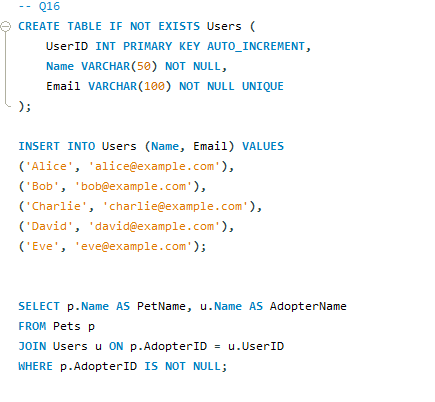 -- Q16
CREATE TABLE IF NOT EXISTS Users (
    UserID INT PRIMARY KEY AUTO_INCREMENT,
    Name VARCHAR(50) NOT NULL,
    Email VARCHAR(100) NOT NULL UNIQUE
);
INSERT INTO Users (Name, Email) VALUES
('Alice', 'alice@example.com'),
('Bob', 'bob@example.com'),
('Charlie', 'charlie@example.com'),
('David', 'david@example.com'),
('Eve', 'eve@example.com');
SELECT p.Name AS PetName, u.Name AS AdopterName
FROM Pets p
JOIN Users u ON p.AdopterID = u.UserID
WHERE p.AdopterID IS NOT NULL;